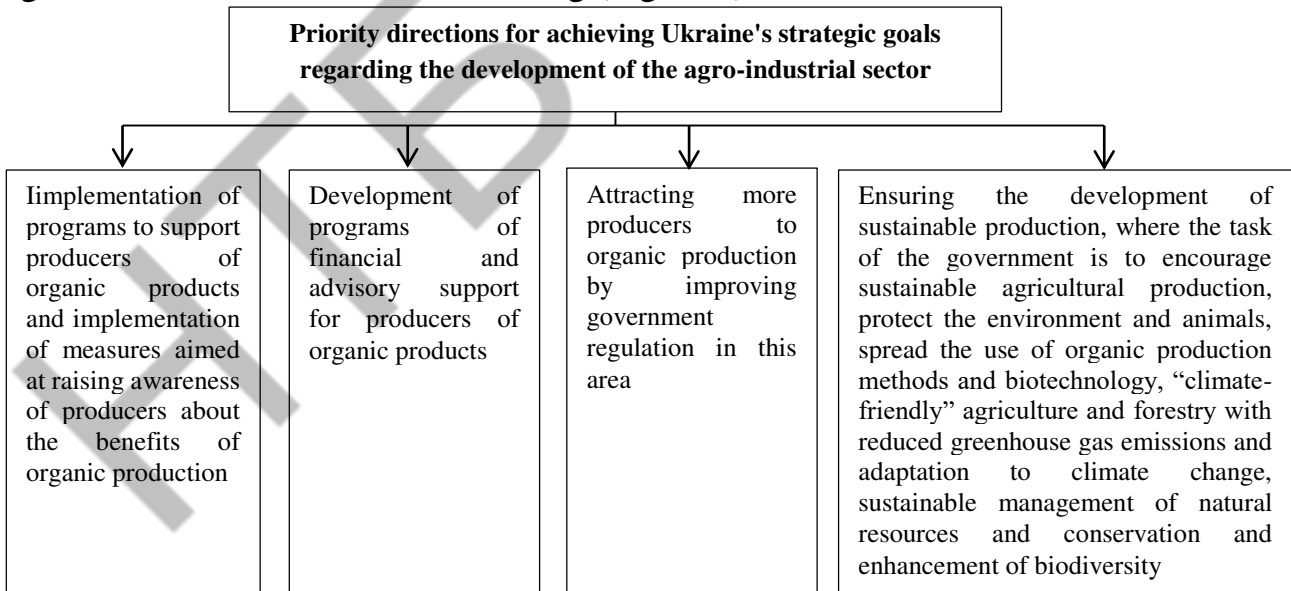 Priority directions for achieving Ukraine's strategic goals
regarding the development of the agro-industrial sector
Iimplementation of
programs to support
producers of
organic products
and implementation
of measures aimed
at raising awareness
of producers about
the benefits of
organic production
Development of
programs of
financial and
advisory support
for producers of
organic products
Attracting more
producers to
organic production
by improving
government
regulation in this
area
Ensuring the development of
sustainable production, where the task
of the government is to encourage
sustainable agricultural production,
protect the environment and animals,
spread the use of organic production
methods and biotechnology, “climate-
friendly” agriculture and forestry with
reduced greenhouse gas emissions and
adaptation to climate change,
sustainable management of natural
resources and conservation and
enhancement of biodiversity
НТБ